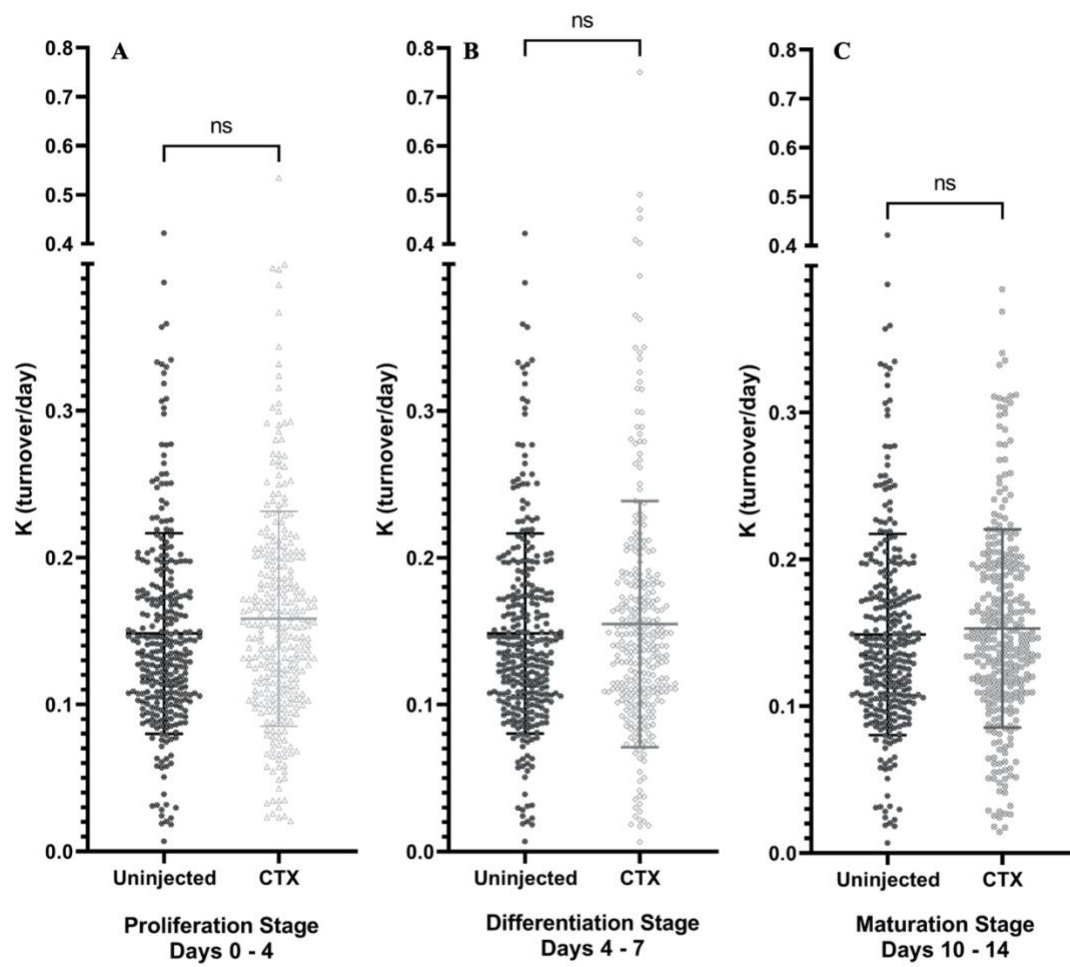 A
ns
0.8
0.7
0.6
0.5
0.4
0.3
0.2
0.1
0.0
K (turnover/day)
Uninjected
CTX
Proliferation Stage
Days 0 - 4
B
ns
0.8
0.7
0.6
0.5
0.4
0.3
0.2
0.1
0.0
K (turnover/day)
Uninjected
CTX
Differentiation Stage
Days 4 - 7
C
ns
0.8
0.7
0.6
0.5
0.4
0.3
0.2
0.1
0.0
K (turnover/day)
Uninjected
CTX
Maturation Stage
Days 10 - 14